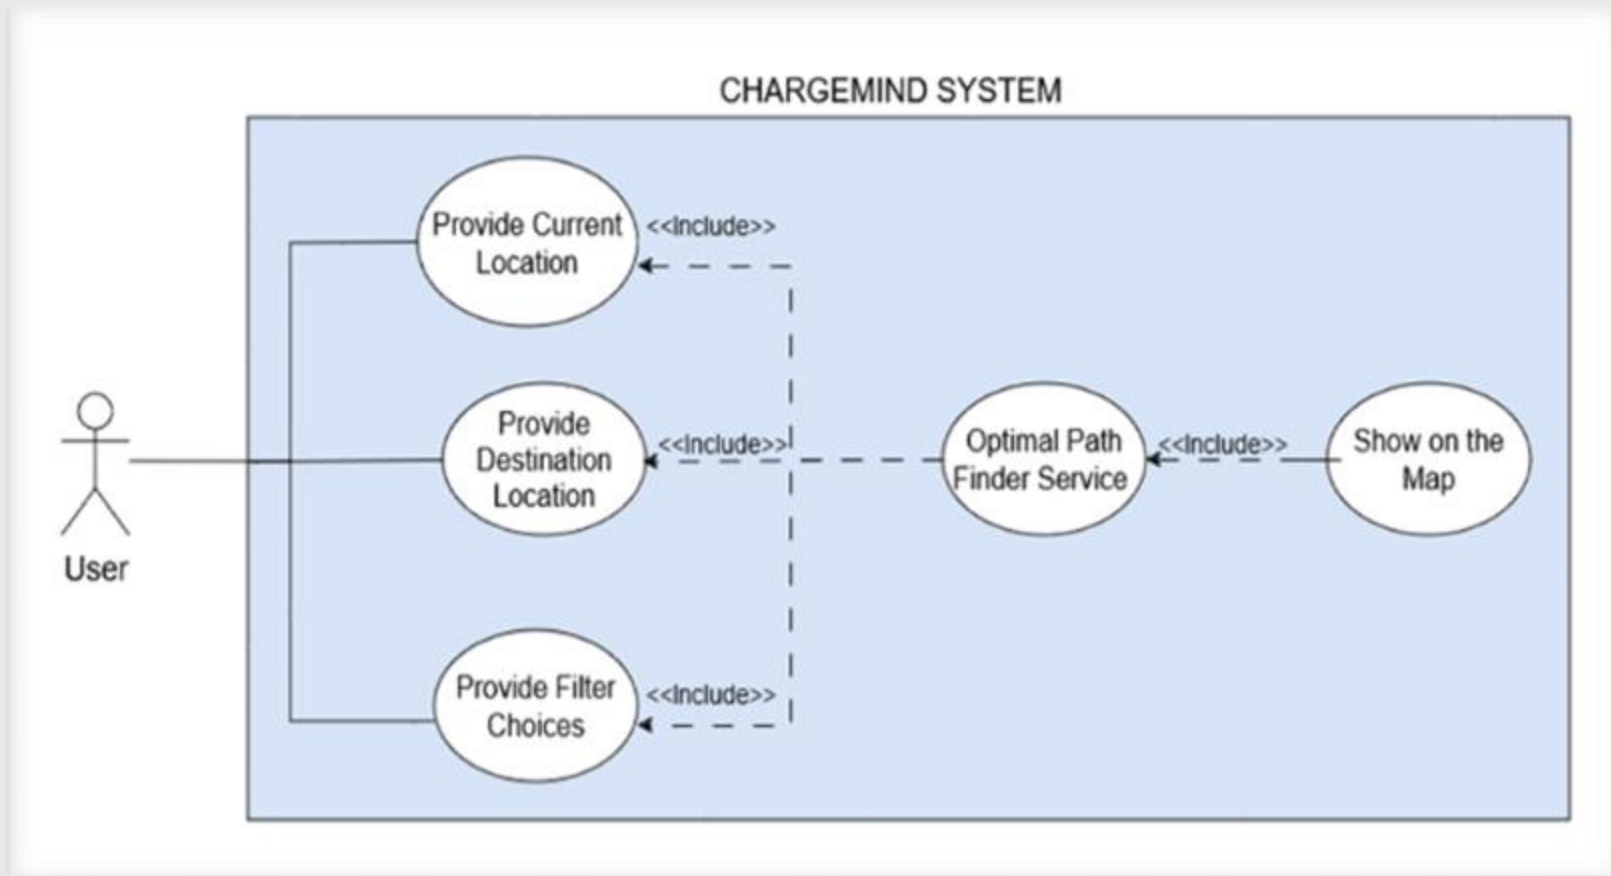 CHARGEMIND SYSTEM
Provide Current
Location
<<Include>>
Provide
Destination
Location
<<Include>>
Optimal Path
Finder Service
<<Include>>
Show on the
Map
User
Provide Filter
Choices
<<Include>>